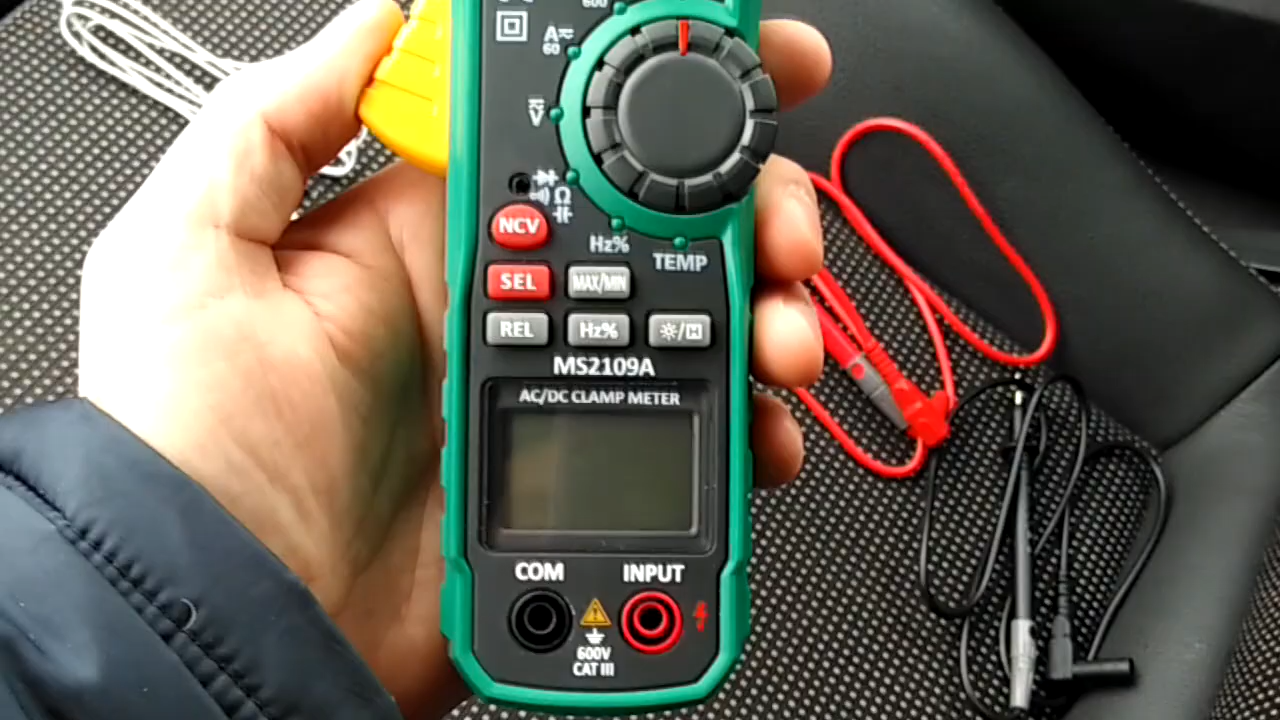 600
A
60
V
Ω
NCV
Hz%
TEMP
SEL
MAX/MIN
REL
Hz%
H
MS2109A
AC/DC CLAMP METER
COM
INPUT
600V
CAT III